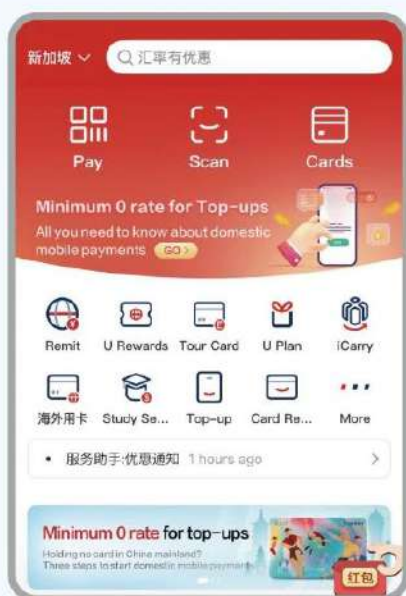 新加坡
汇率有优惠
Pay
Scan
Cards
Minimum 0 rate for Top-ups
All you need to know about domestic
mobile payments GO >
Remit
U Rewards
Tour Card
U Plan
iCarry
海外用卡
Study Se...
Top-up
Card Re...
More
• 服务助手:优惠通知 1 hours ago
Minimum 0 rate for top-ups
Holding no card in China mainland?
Three steps to start domestic mobile payment
红包